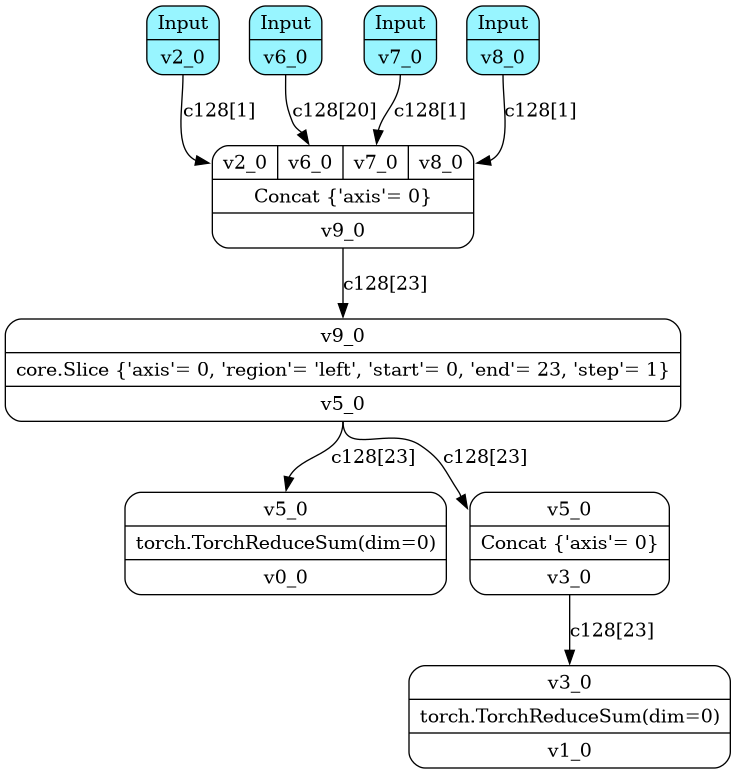 Input Input Input Input
v2_0 v6_0 v7_0 v8_0
c128[1] c128[20] c128[1] c128[1]
v2_0 v6_0 v7_0 v8_0
Concat {'axis'= 0}
v9_0
c128[23]
v9_0
core.Slice {'axis'= 0, 'region'= 'left', 'start'= 0, 'end'= 23, 'step'= 1}
v5_0
c128[23] c128[23]
v5_0 v5_0
torch.TorchReduceSum(dim=0) Concat {'axis'= 0}
v0_0 v3_0
c128[23]
v3_0
torch.TorchReduceSum(dim=0)
v1_0